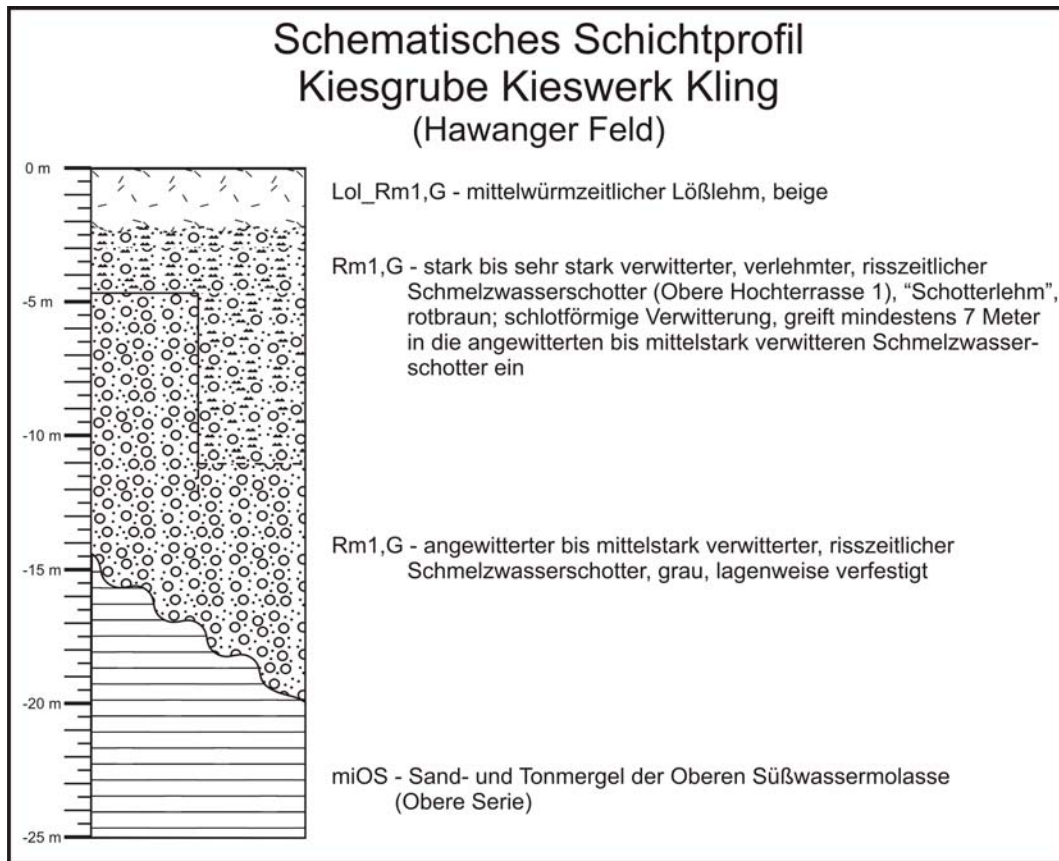 Schematisches Schichtprofil
Kiesgrube Kieswerk Kling
(Hawanger Feld)
0 m
Lol_Rm1,G - mittelwürmzeitlicher Lößlehm, beige
Rm1,G - stark bis sehr stark verwitterter, verlehmter, risszeitlicher
Schmelzwasserschotter (Obere Hochterrasse 1), “Schotterlehm”,
-5 m
rotbraun; schlotförmige Verwitterung, greift mindestens 7 Meter
in die angewitterten bis mittelstark verwitteren Schmelzwasser-
schotter ein
-10 m
Rm1,G - angewitterter bis mittelstark verwitterter, risszeitlicher
Schmelzwasserschotter, grau, lagenweise verfestigt
-15 m
-20 m
miOS - Sand- und Tonmergel der Oberen Süßwassermolasse
(Obere Serie)
-25 m